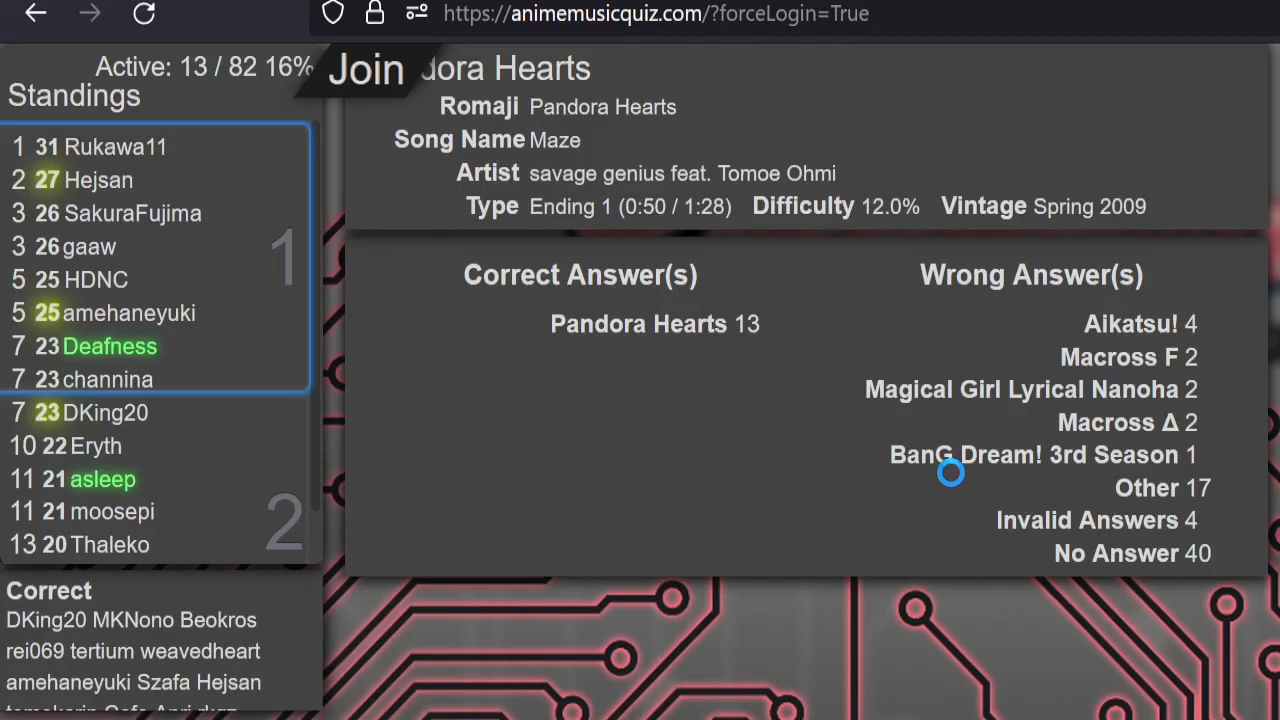 https://animemusicquiz.com/?forceLogin=True
Active: 13 / 82 16%
Standings
1 31 Rukawa11
2 27 Hejsan
3 26 SakuraFujima
3 26 gaaw
5 25 HDNC
5 25 amehaneyuki
7 23 Deafness
7 23 channina
1
7 23 DKing20
10 22 Eryth
11 21 asleep
11 21 moosepi
13 20 Thaleko
2
Correct
DKing20 MKNono Beokros
rei069 tertium weavedheart
amehaneyuki Szafa Hejsan
Join
dora Hearts
Romaji Pandora Hearts
Song Name Maze
Artist savage genius feat. Tomoe Ohmi
Type Ending 1 (0:50 / 1:28) Difficulty 12.0% Vintage Spring 2009
Correct Answer(s)
Pandora Hearts 13
Wrong Answer(s)
Aikatsu! 4
Macross F 2
Magical Girl Lyrical Nanoha 2
Macross Δ 2
BanG Dream! 3rd Season 1
Other 17
Invalid Answers 4
No Answer 40